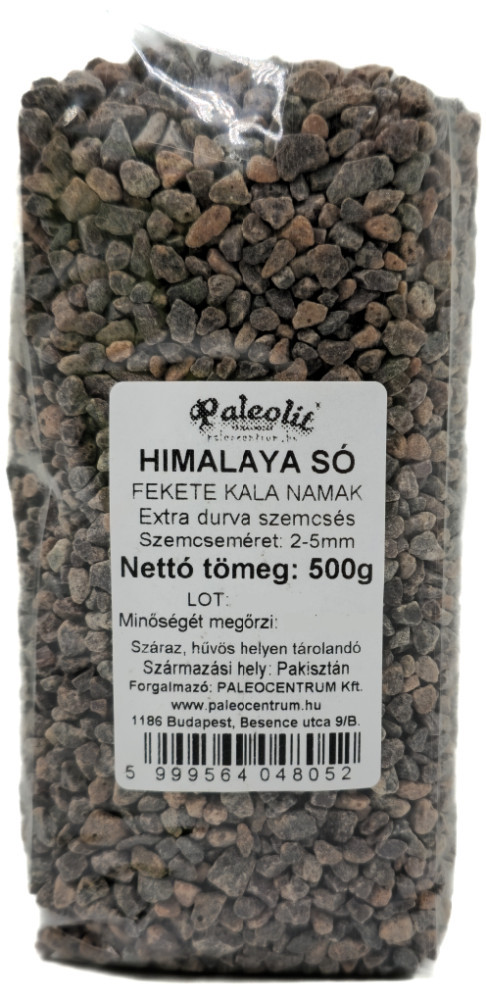 Paleolit
paleocentrum.hu
HIMALAYA SÓ
FEKETE KALA NAMAK
Extra durva szemcsés
Szemcseméret: 2-5mm
Nettó tömeg: 500g
LOT:
Minőségét megőrzi:
Száraz, hűvös helyen tárolandó
Származási hely: Pakisztán
Forgalmazó: PALEOCENTRUM Kft.
www.paleocentrum.hu
1186 Budapest, Besence utca 9/B.
5 999564 048052